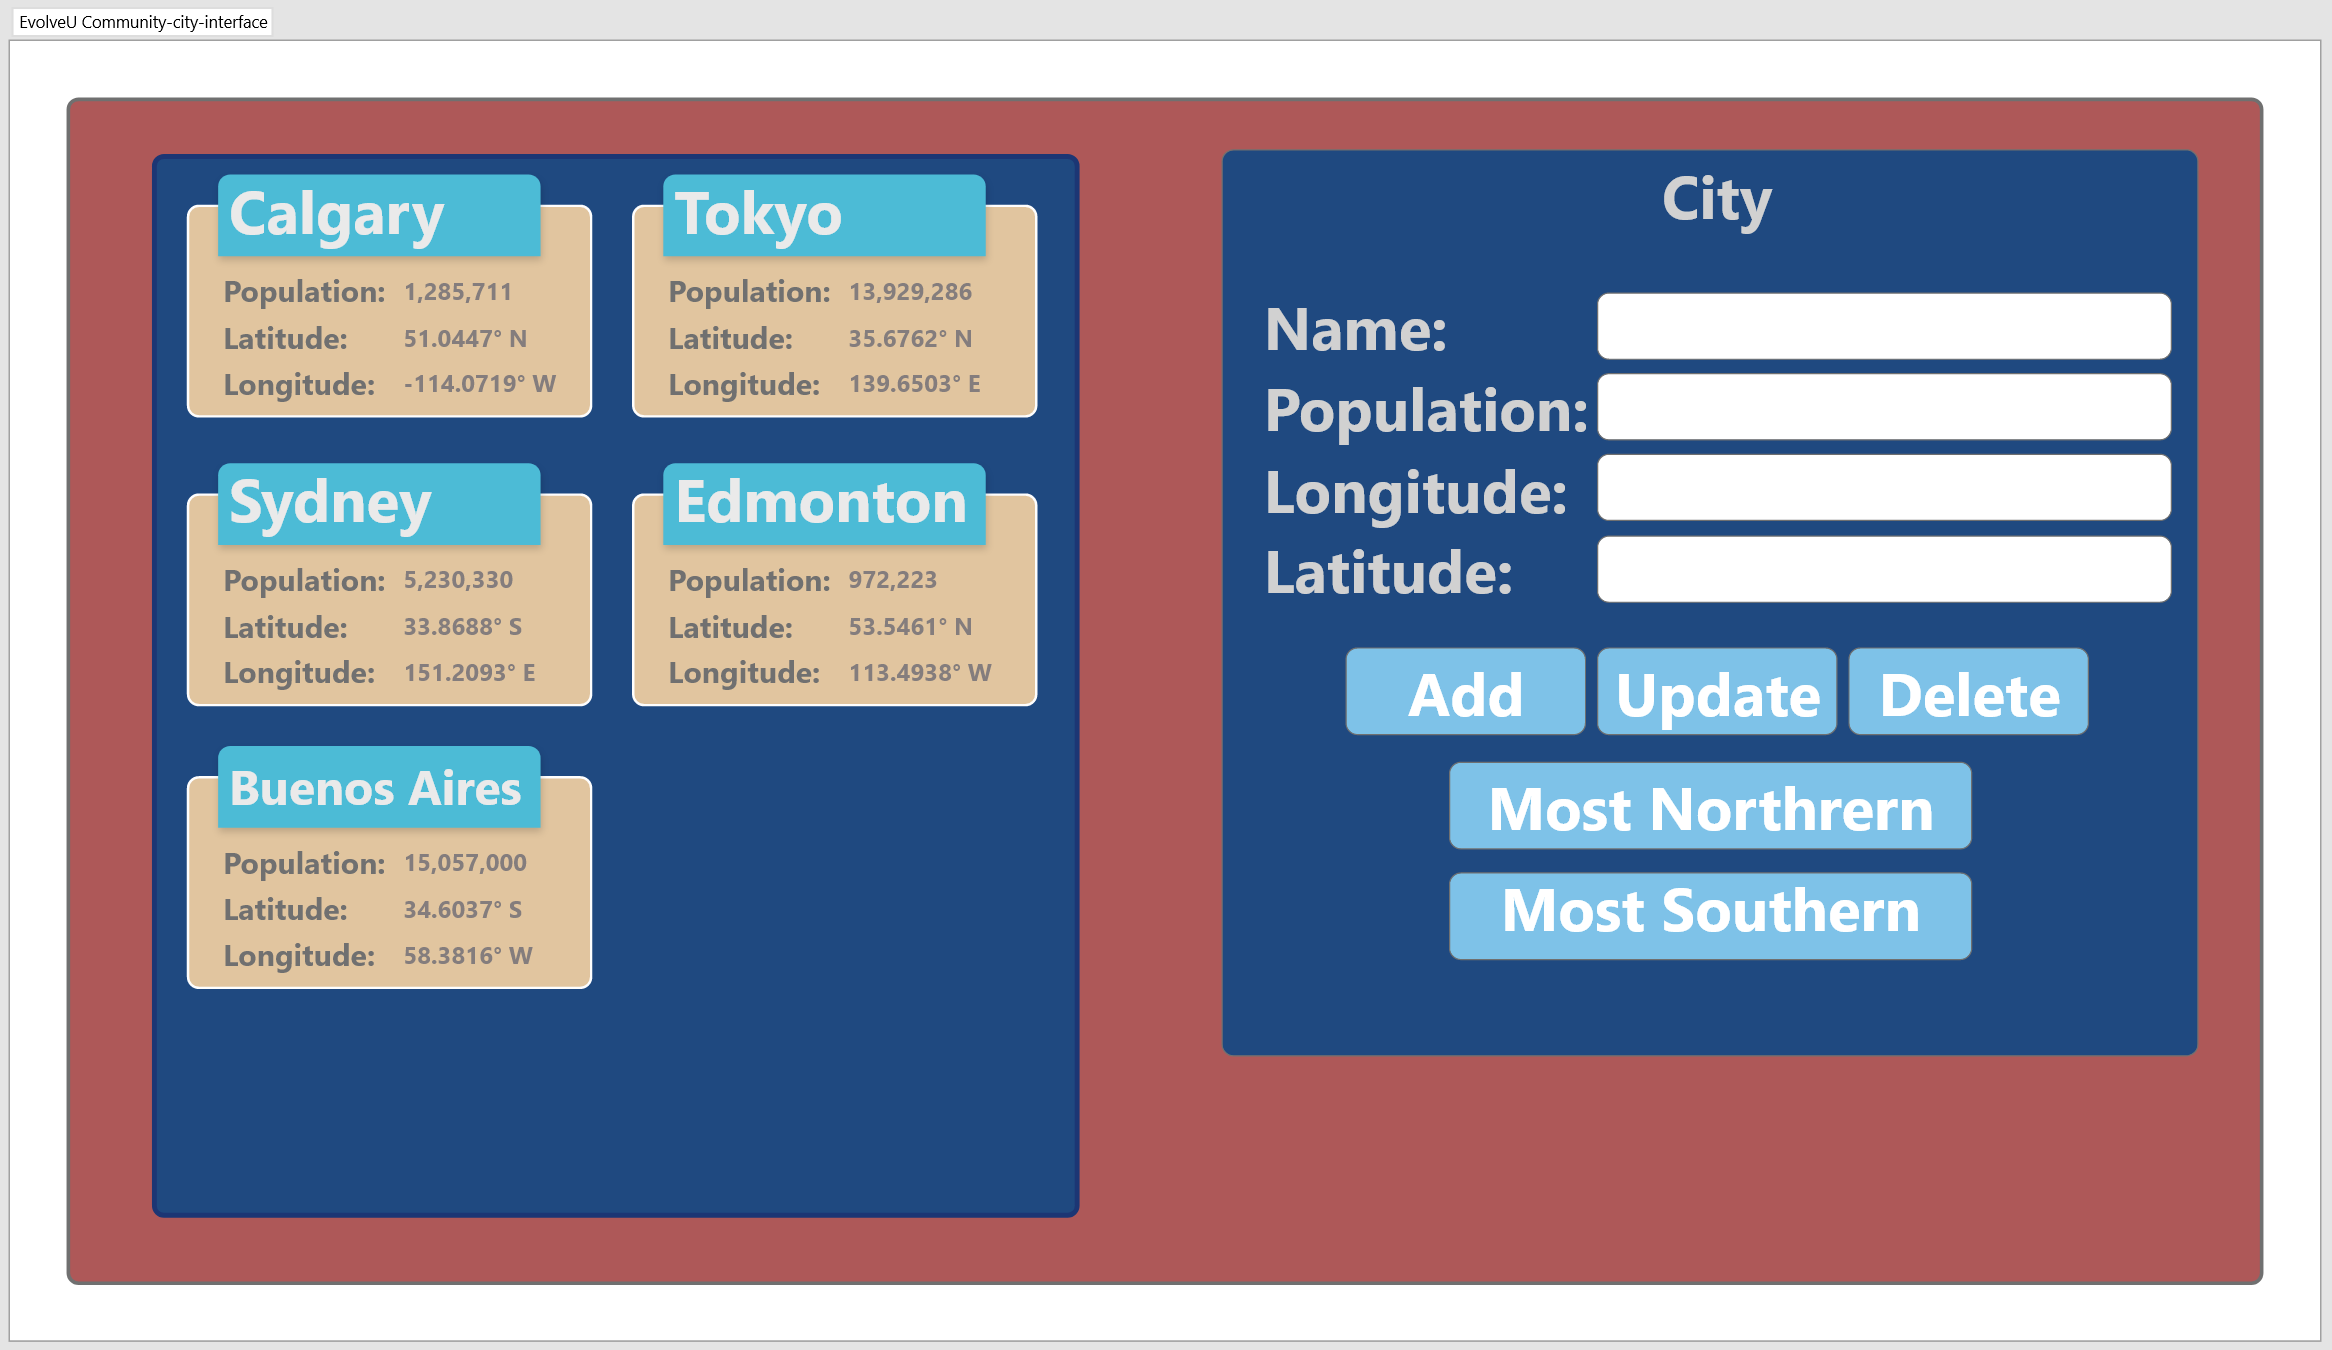 EvolveU Community-city-interface
Calgary
Population: 1,285,711
Latitude: 51.0447° N
Longitude: -114.0719° W
Tokyo
Population: 13,929,286
Latitude: 35.6762° N
Longitude: 139.6503° E
Sydney
Population: 5,230,330
Latitude: 33.8688° S
Longitude: 151.2093° E
Edmonton
Population: 972,223
Latitude: 53.5461° N
Longitude: 113.4938° W
Buenos Aires
Population: 15,057,000
Latitude: 34.6037° S
Longitude: 58.3816° W
City
Name:
Population:
Longitude:
Latitude:
Add Update Delete
Most Northrern
Most Southern